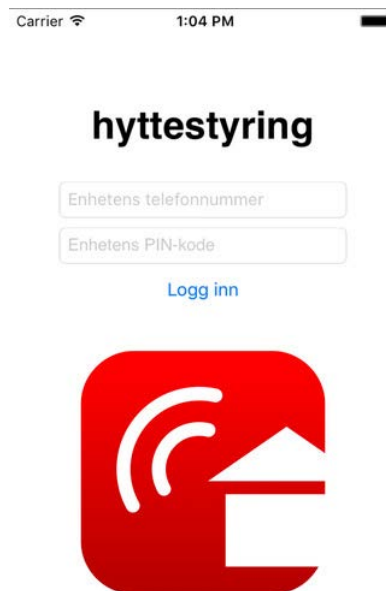 Carrier 1:04 PM
hyttestyring
Enhetens telefonnummer
Enhetens PIN-kode
Logg inn